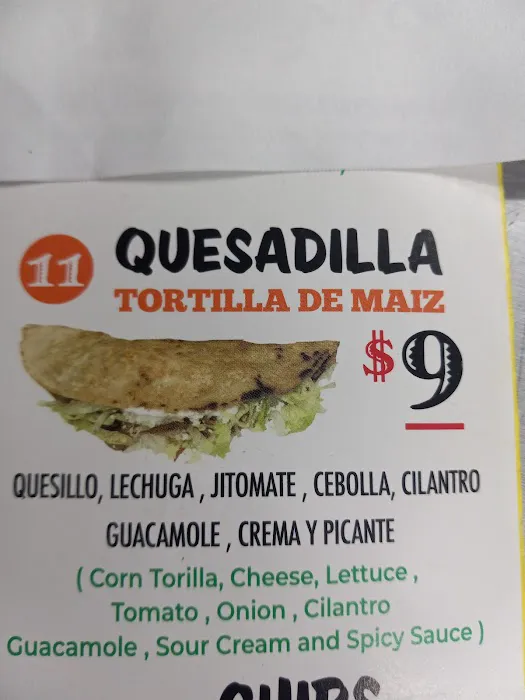 11 QUESADILLA
TORTILLA DE MAIZ
$9
QUESILLO, LECHUGA , JITOMATE , CEBOLLA, CILANTRO
GUACAMOLE , CREMA Y PICANTE
( Corn Torilla, Cheese, Lettuce ,
Tomato , Onion , Cilantro
Guacamole , Sour Cream and Spicy Sauce )